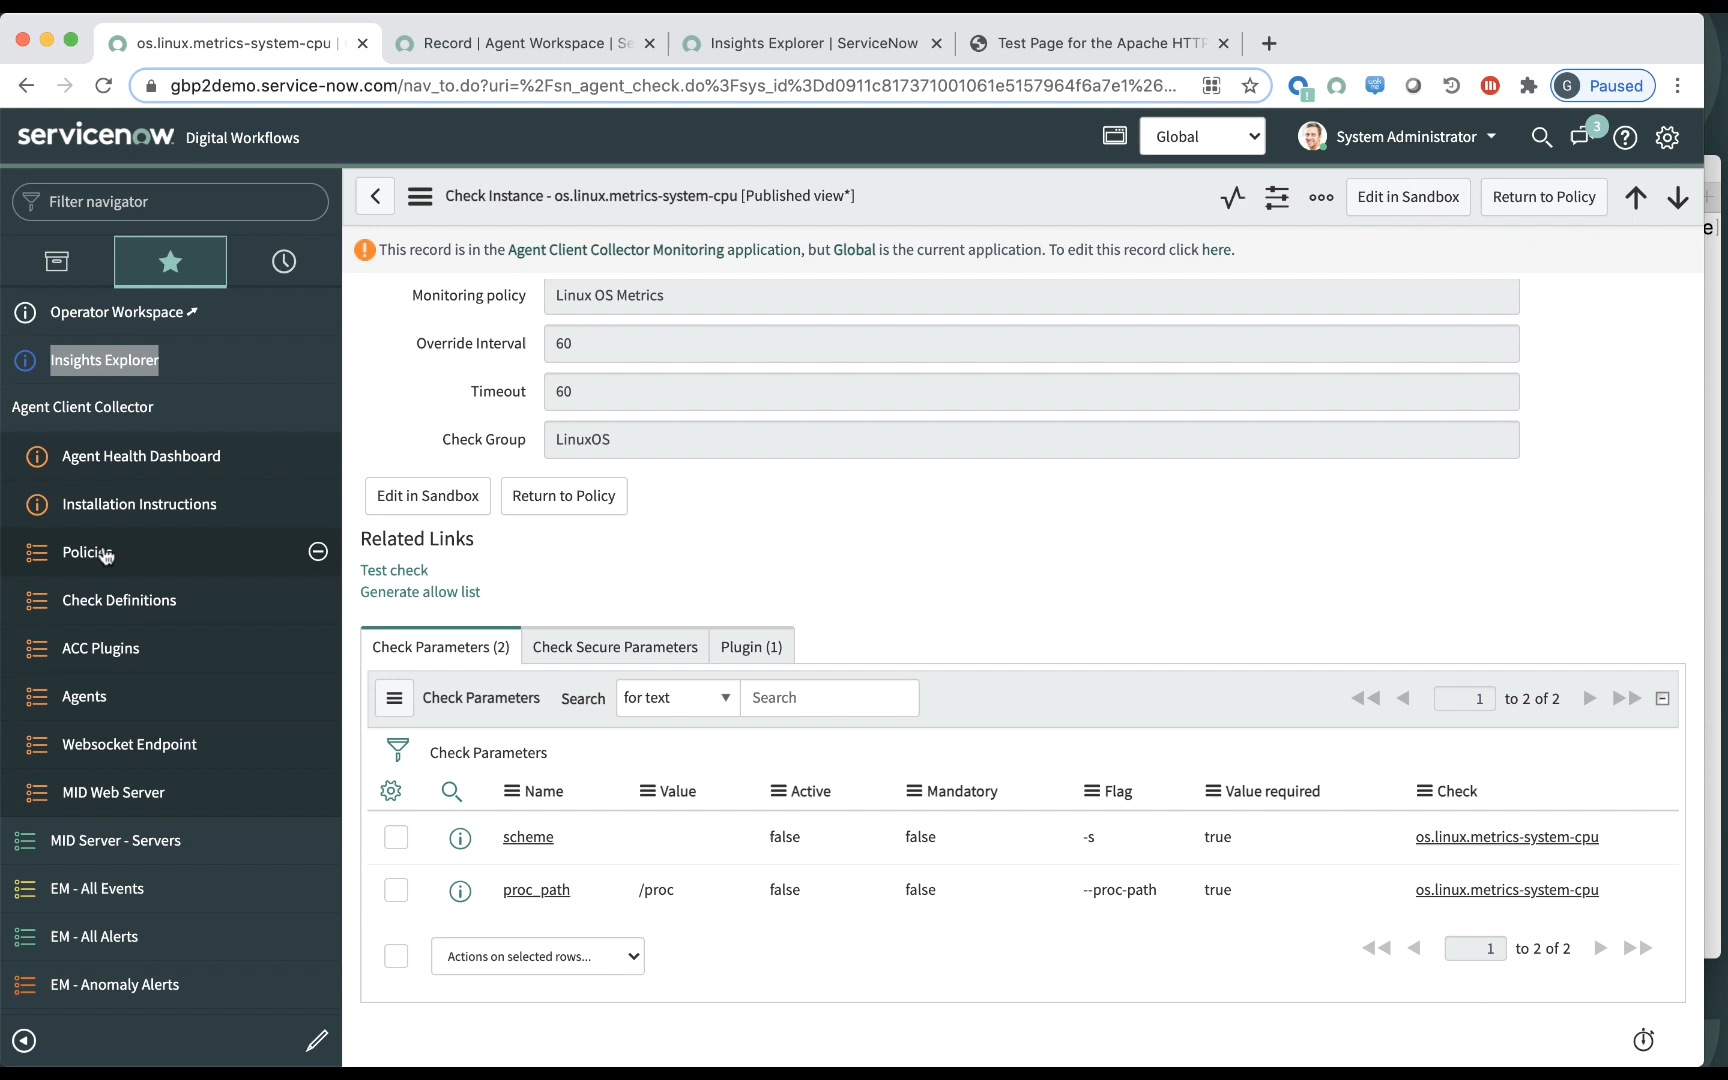 os.linux.metrics-system-cpu |
Record | Agent Workspace | Se
Insights Explorer | ServiceNow
Test Page for the Apache HTTP
gbp2demo.service-now.com/nav_to.do?uri=%2Fsn_agent_check.do%3Fsys_id%3Dd0911c817371001061e5157964f6a7e1%26...
G Paused
servicenow Digital Workflows
Global
System Administrator
3
Filter navigator
Check Instance - os.linux.metrics-system-cpu [Published view*]
Edit in Sandbox
Return to Policy
This record is in the Agent Client Collector Monitoring application, but Global is the current application. To edit this record click here.
Operator Workspace
Insights Explorer
Agent Client Collector
Agent Health Dashboard
Installation Instructions
Policies
Check Definitions
ACC Plugins
Agents
Websocket Endpoint
MID Web Server
MID Server - Servers
EM - All Events
EM - All Alerts
EM - Anomaly Alerts
Monitoring policy Linux OS Metrics
Override Interval 60
Timeout 60
Check Group LinuxOS
Edit in Sandbox Return to Policy
Related Links
Test check
Generate allow list
Check Parameters (2) Check Secure Parameters Plugin (1)
Check Parameters Search for text Search 1 to 2 of 2
Check Parameters
Name Value Active Mandatory Flag Value required Check
scheme false false -s true os.linux.metrics-system-cpu
proc_path /proc false false --proc-path true os.linux.metrics-system-cpu
Actions on selected rows... 1 to 2 of 2